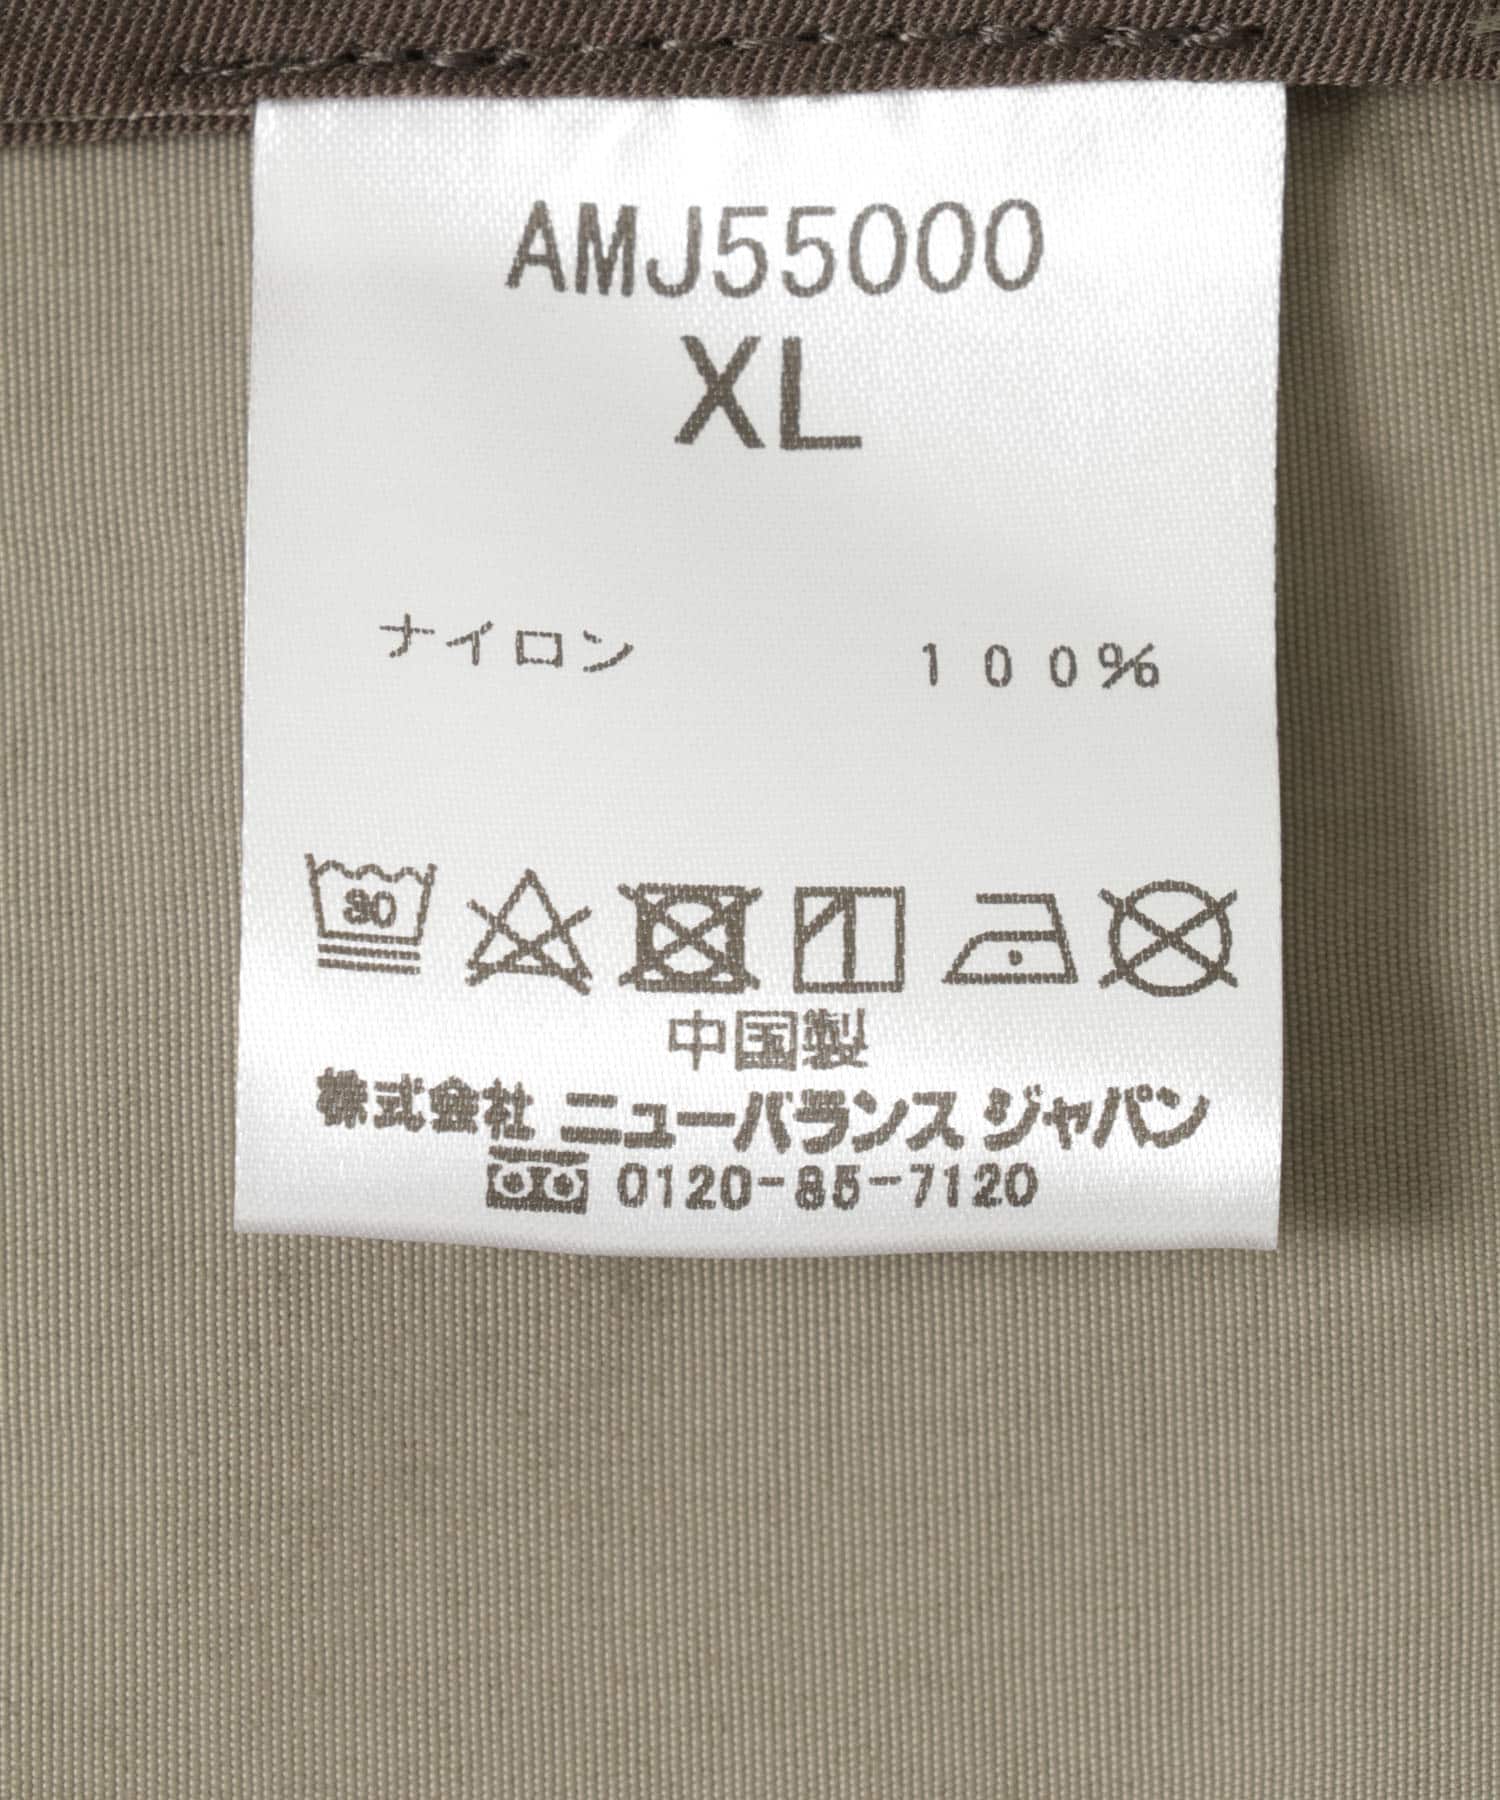 AMJ55000
XL
ナイロン 100%
30
中国製
株式会社 ニューバランス ジャパン
0120-85-7120